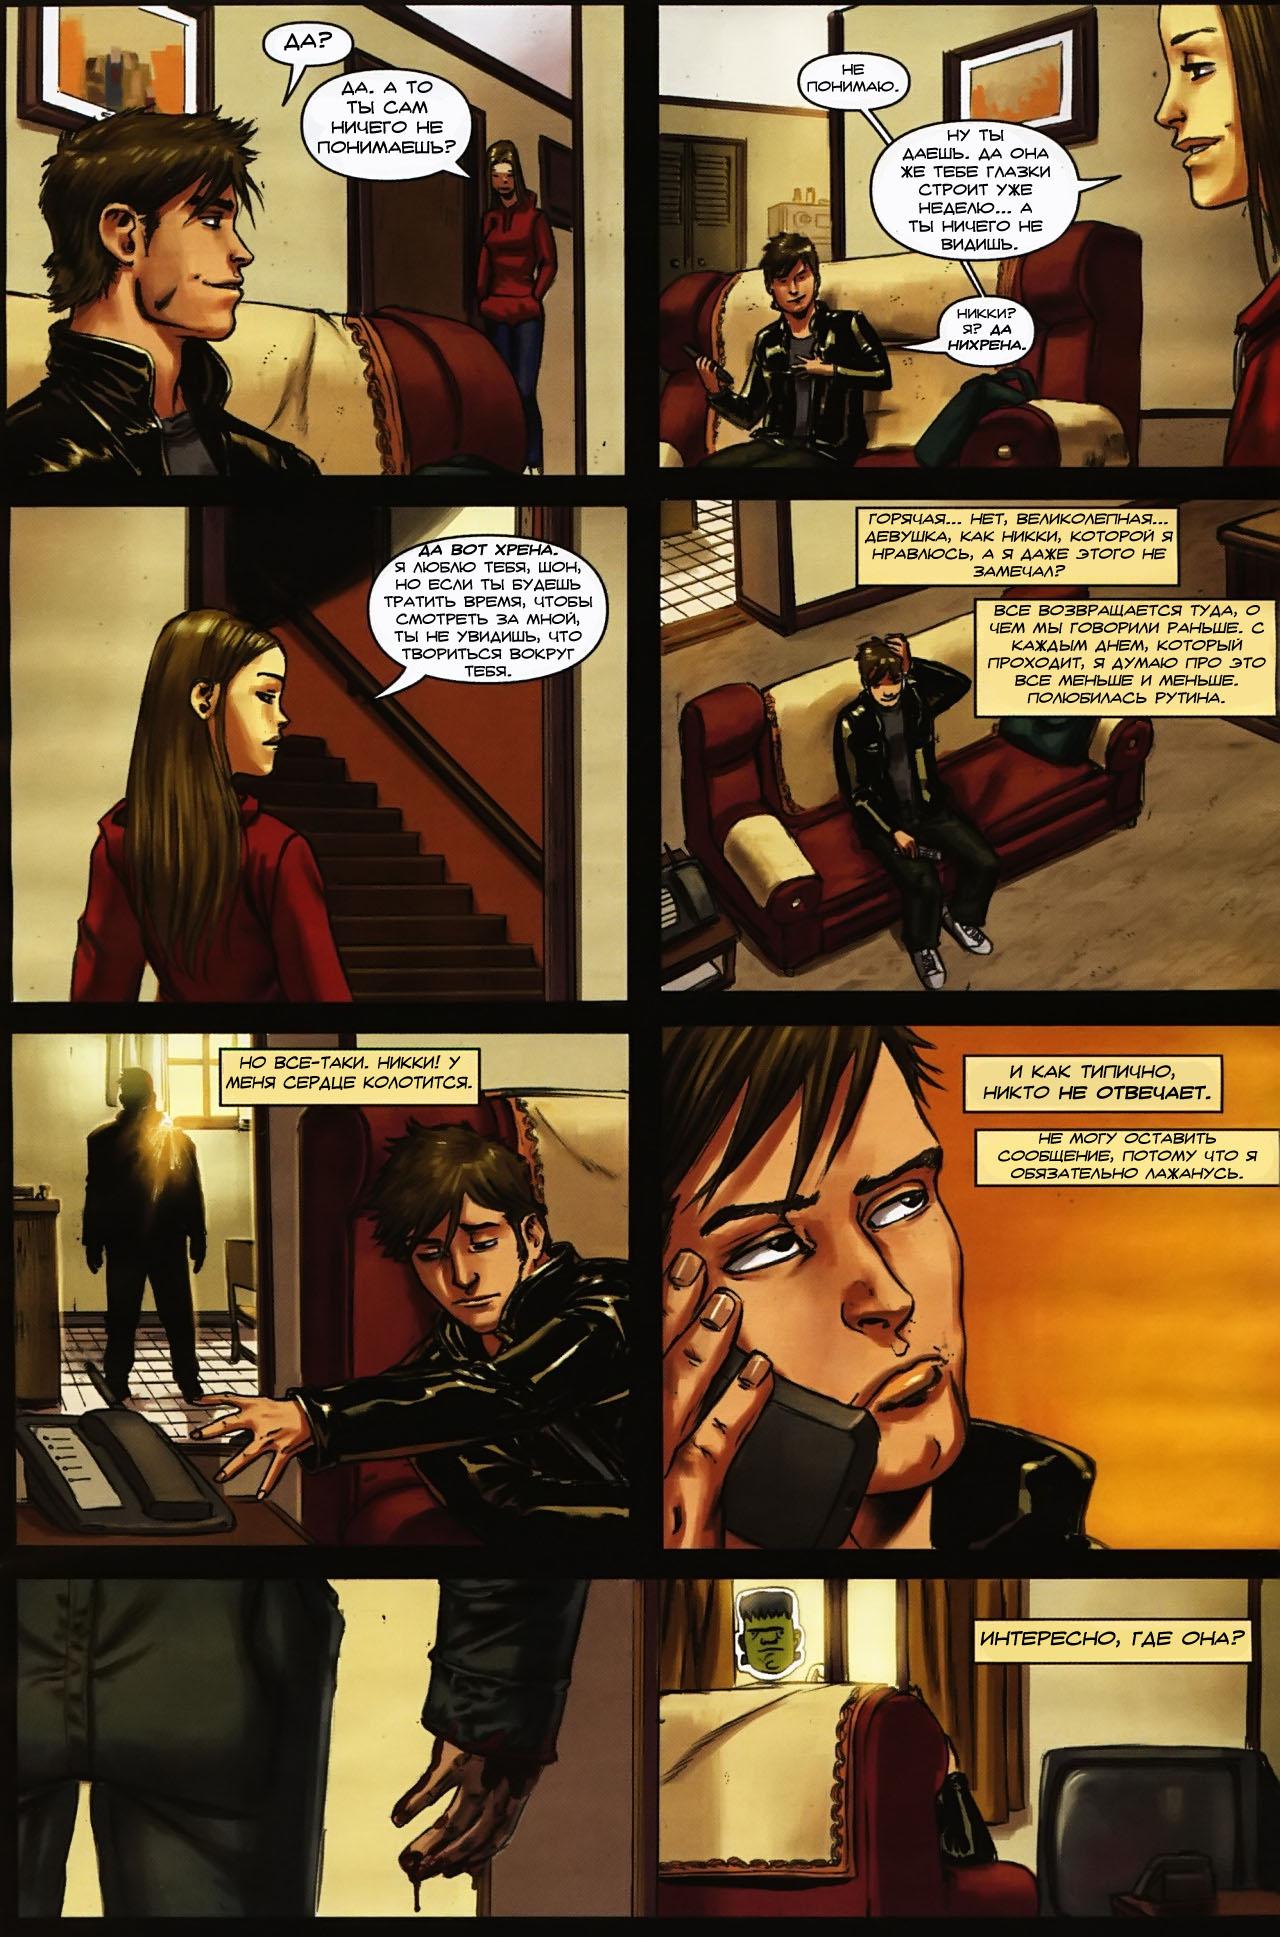 ДА?
ДА. А ТО
ТЫ САМ
НИЧЕГО НЕ
ПОНИМАЕШЬ?
НЕ
ПОНИМАЮ.
НУ ТЫ
ДАЕШЬ. ДА ОНА
ЖЕ ТЕБЕ ГЛАЗКИ
СТРОИТ УЖЕ
НЕДЕЛЮ... А
ТЫ НИЧЕГО НЕ
ВИДИШЬ.
НИККИ?
Я? ДА
НИХРЕНА.
ДА ВОТ ХРЕНА.
Я ЛЮБЛЮ ТЕБЯ, ШОН,
НО ЕСЛИ ТЫ БУДЕШЬ
ТРАТИТЬ ВРЕМЯ, ЧТОБЫ
СМОТРЕТЬ ЗА МНОЙ,
ТЫ НЕ УВИДИШЬ, ЧТО
ТВОРИТЬСЯ ВОКРУГ
ТЕБЯ.
ГОРЯЧАЯ... НЕТ, ВЕЛИКОЛЕПНАЯ...
ДЕВУШКА, КАК НИККИ, КОТОРОЙ Я
НРАВЛЮСЬ, А Я ДАЖЕ ЭТОГО НЕ
ЗАМЕЧАЛ?
ВСЕ ВОЗВРАЩАЕТСЯ ТУДА, О
ЧЕМ МЫ ГОВОРИЛИ РАНЬШЕ. С
КАЖДЫМ ДНЕМ, КОТОРЫЙ
ПРОХОДИТ, Я ДУМАЮ ПРО ЭТО
ВСЕ МЕНЬШЕ И МЕНЬШЕ.
ПОЛЮБИЛАСЬ РУТИНА.
НО ВСЕ-ТАКИ. НИККИ! У
МЕНЯ СЕРДЦЕ КОЛОТИТСЯ.
И КАК ТИПИЧНО,
НИКТО НЕ ОТВЕЧАЕТ.
НЕ МОГУ ОСТАВИТЬ
СООБЩЕНИЕ, ПОТОМУ ЧТО Я
ОБЯЗАТЕЛЬНО ЛАЖАНУСЬ.
ИНТЕРЕСНО, ГДЕ ОНА?